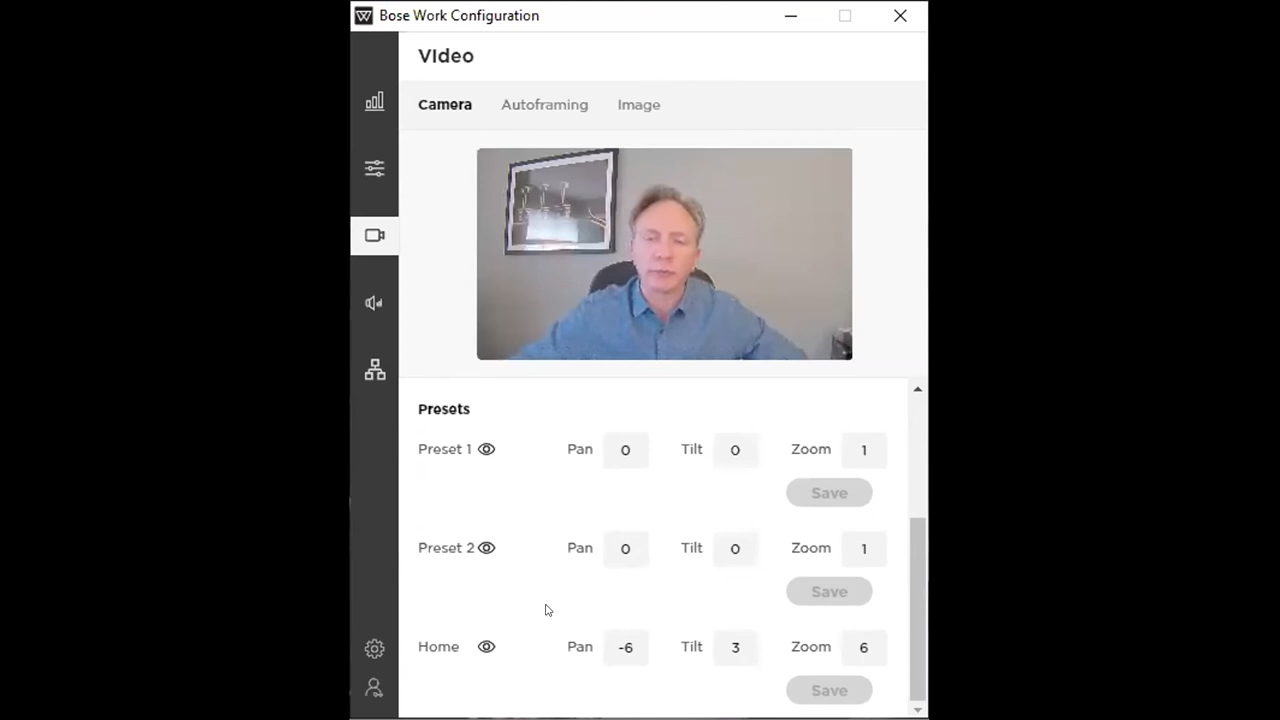 Bose Work Configuration
VIdeo
Camera Autoframing Image
Presets
Preset 1 Pan 0 Tilt 0 Zoom 1
Save
Preset 2 Pan 0 Tilt 0 Zoom 1
Save
Home Pan -6 Tilt 3 Zoom 6
Save